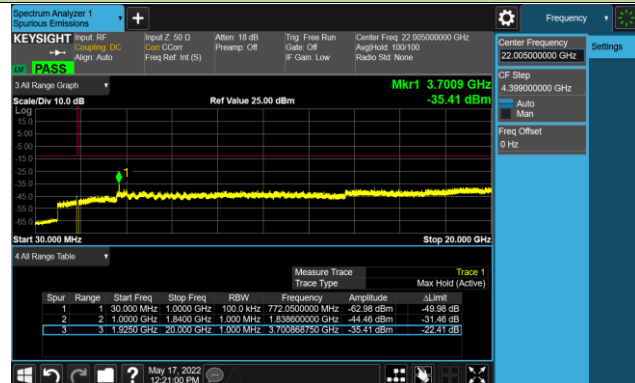 Spectrum Analyzer 1
Spurious Emissions
Frequency
KEYSIGHT
Input: RF
Coupling: DC
Align: Auto
Input Z: 50 Ω
Corr CCorr
Freq Ref: Int (S)
Atten: 18 dB
Preamp: Off
Trig: Free Run
Gate: Off
IF Gain: Low
Center Freq: 22.005000000 GHz
Avg|Hold: 100/100
Radio Std: None
PASS
Center Frequency
22.005000000 GHz
Settings
CF Step
4.399000000 GHz
Auto
Man
Freq Offset
0 Hz
3 All Range Graph
Mkr1 3.7009 GHz
Scale/Div 10.0 dB
Ref Value 25.00 dBm
-35.41 dBm
Log
15.0
5.00
-5.00
-15.0
-25.0
-35.0
-45.0
-55.0
-65.0
1
Start 30.000 MHz
Stop 20.000 GHz
4 All Range Table
Measure Trace Trace 1
Trace Type Max Hold (Active)
Spur Range Start Freq Stop Freq RBW Frequency Amplitude ΔLimit
1 1 30.000 MHz 1.0000 GHz 100.0 kHz 772.0500000 MHz -62.98 dBm -49.98 dB
2 2 1.0000 GHz 1.8400 GHz 1.000 MHz 1.838600000 GHz -44.46 dBm -31.46 dB
3 3 1.9250 GHz 20.000 GHz 1.000 MHz 3.700868750 GHz -35.41 dBm -22.41 dB
May 17, 2022
12:21:00 PM